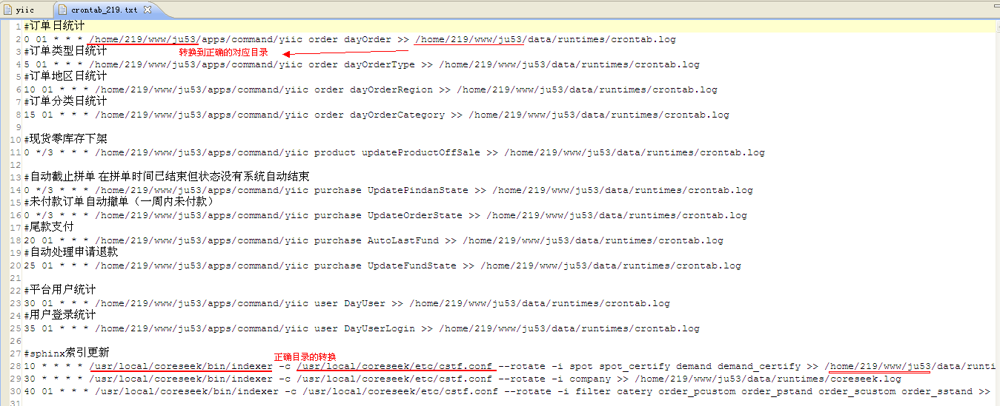 yiic crontab_219.txt
1 #订单日统计
2 0 01 * * * /home/219/www/ju53/apps/command/yiic order dayOrder >> /home/219/www/ju53/data/runtimes/crontab.log
3 #订单类型日统计 转换到正确的对应目录
4 5 01 * * * /home/219/www/ju53/apps/command/yiic order dayOrderType >> /home/219/www/ju53/data/runtimes/crontab.log
5 #订单地区日统计
6 10 01 * * * /home/219/www/ju53/apps/command/yiic order dayOrderRegion >> /home/219/www/ju53/data/runtimes/crontab.log
7 #订单分类日统计
8 15 01 * * * /home/219/www/ju53/apps/command/yiic order dayOrderCategory >> /home/219/www/ju53/data/runtimes/crontab.log
9
10 #现货零库存下架
11 0 */3 * * * /home/219/www/ju53/apps/command/yiic product updateProductOffSale >> /home/219/www/ju53/data/runtimes/crontab.log
12
13 #自动截止拼单 在拼单时间已结束但状态没有系统自动结束
14 0 */3 * * * /home/219/www/ju53/apps/command/yiic purchase UpdatePindanState >> /home/219/www/ju53/data/runtimes/crontab.log
15 #未付款订单自动撤单（一周内未付款）
16 0 */3 * * * /home/219/www/ju53/apps/command/yiic purchase UpdateOrderState >> /home/219/www/ju53/data/runtimes/crontab.log
17 #尾款支付
18 20 01 * * * /home/219/www/ju53/apps/command/yiic purchase AutoLastFund >> /home/219/www/ju53/data/runtimes/crontab.log
19 #自动处理申请退款
20 25 01 * * * /home/219/www/ju53/apps/command/yiic purchase UpdateFundState >> /home/219/www/ju53/data/runtimes/crontab.log
21
22 #平台用户统计
23 30 01 * * * /home/219/www/ju53/apps/command/yiic user DayUser >> /home/219/www/ju53/data/runtimes/crontab.log
24 #用户登录统计
25 35 01 * * * /home/219/www/ju53/apps/command/yiic user DayUserLogin >> /home/219/www/ju53/data/runtimes/crontab.log
26
27 #sphinx索引更新 正确目录的转换
28 10 * * * * /usr/local/coreseek/bin/indexer -c /usr/local/coreseek/etc/cstf.conf --rotate -i spot spot_certify demand demand_certify >> /home/219/www/ju53/data/runti
29 30 * * * * /usr/local/coreseek/bin/indexer -c /usr/local/coreseek/etc/cstf.conf --rotate -i company >> /home/219/www/ju53/data/runtimes/coreseek.log
30 40 01 * * * /usr/local/coreseek/bin/indexer -c /usr/local/coreseek/etc/cstf.conf --rotate -i filter catery order_pcustom order_pstand order_scustom order_sstand >>
31